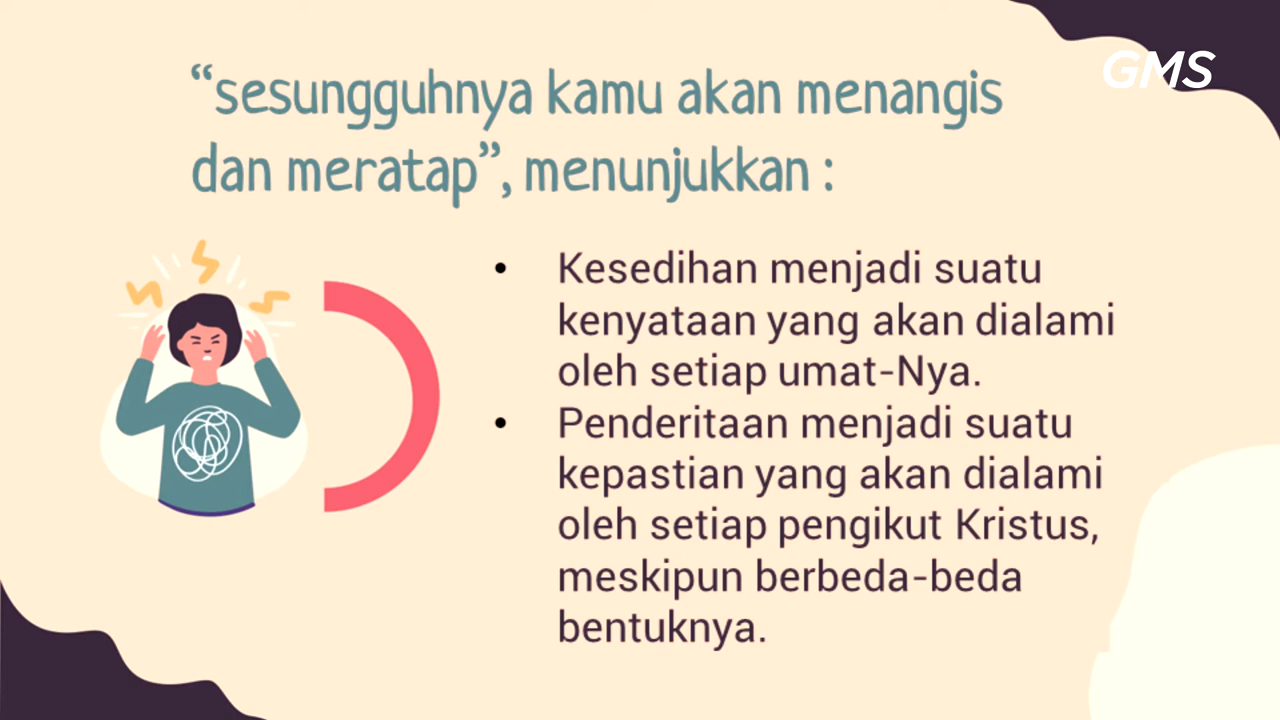 GMS
“sesungguhnya kamu akan menangis
dan meratap”, menunjukkan :
• Kesedihan menjadi suatu
kenyataan yang akan dialami
oleh setiap umat-Nya.
• Penderitaan menjadi suatu
kepastian yang akan dialami
oleh setiap pengikut Kristus,
meskipun berbeda-beda
bentuknya.